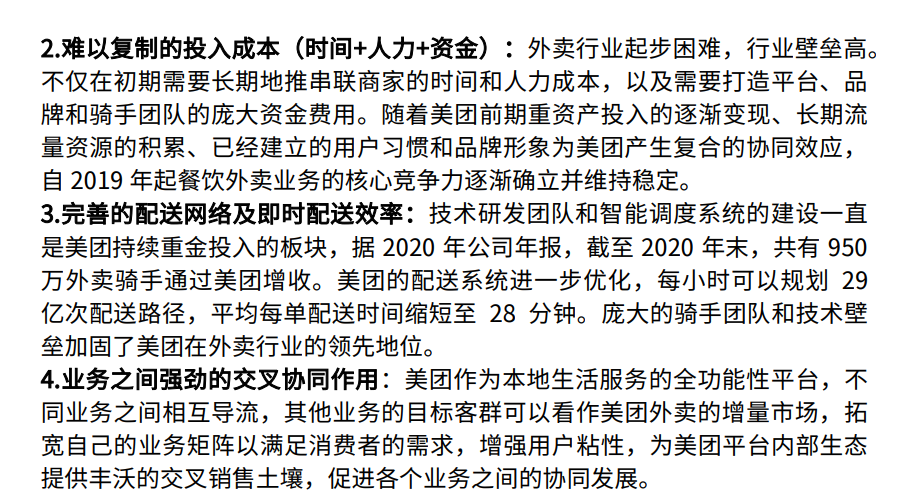 2.难以复制的投入成本（时间+人力+资金）：外卖行业起步困难，行业壁垒高。
不仅在初期需要长期地推串联商家的时间和人力成本，以及需要打造平台、品
牌和骑手团队的庞大资金费用。随着美团前期重资产投入的逐渐变现、长期流
量资源的积累、已经建立的用户习惯和品牌形象为美团产生复合的协同效应，
自 2019 年起餐饮外卖业务的核心竞争力逐渐确立并维持稳定。
3.完善的配送网络及即时配送效率：技术研发团队和智能调度系统的建设一直
是美团持续重金投入的板块，据 2020 年公司年报，截至 2020 年末，共有 950
万外卖骑手通过美团增收。美团的配送系统进一步优化，每小时可以规划 29
亿次配送路径，平均每单配送时间缩短至 28 分钟。庞大的骑手团队和技术壁
垒加固了美团在外卖行业的领先地位。
4.业务之间强劲的交叉协同作用：美团作为本地生活服务的全功能性平台，不
同业务之间相互导流，其他业务的目标客群可以看作美团外卖的增量市场，拓
宽自己的业务矩阵以满足消费者的需求，增强用户粘性，为美团平台内部生态
提供丰沃的交叉销售土壤，促进各个业务之间的协同发展。